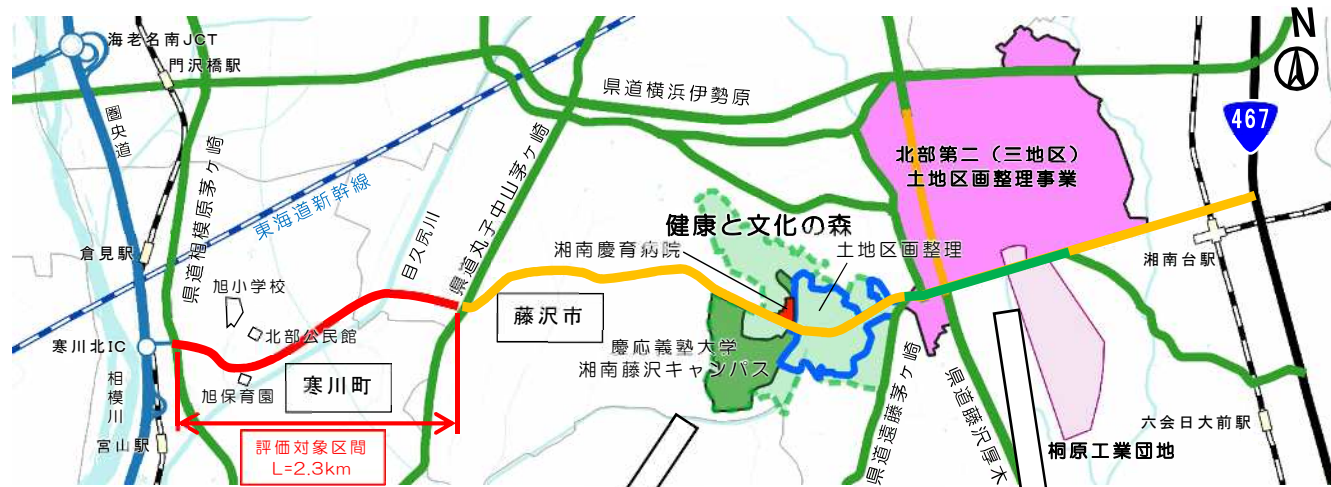 海老名南JCT
門沢橋駅
圏央道
県道相模原茅ヶ崎
東海道新幹線
倉見駅
旭小学校
北部公民館
寒川北IC
旭保育園
相模川
宮山駅
寒川町
評価対象区間
L=2.3km
目久尻川
県道丸子中山茅ヶ崎
藤沢市
県道横浜伊勢原
健康と文化の森
湘南慶育病院
土地区画整理
慶応義塾大学
湘南藤沢キャンパス
北部第二(三地区)
土地区画整理事業
県道遠藤茅ヶ崎
県道藤沢厚木
桐原工業団地
湘南台駅
六会日大前駅
467
N